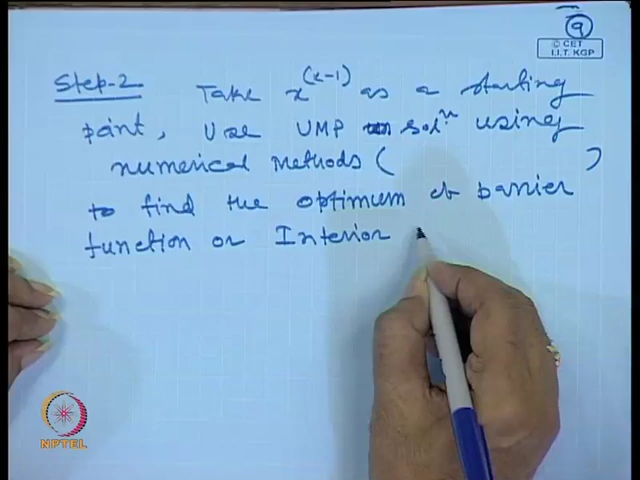 9
© CET
I.I.T. KGP
Step-2 Take x^(k-1) as a starting
point, Use UMP solⁿ using
numerical Methods ( )
to find the optimum of barrier
function or Interior
NPTEL